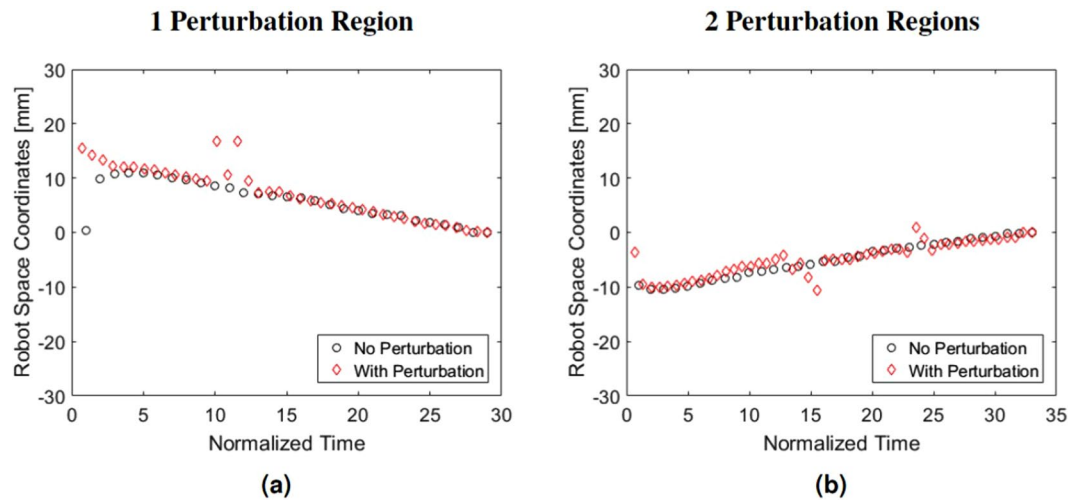 1 Perturbation Region
30
20
10
0
-10
-20
-30
Robot Space Coordinates [mm]
No Perturbation
With Perturbation
0 5 10 15 20 25 30
Normalized Time
(a)
2 Perturbation Regions
30
20
10
0
-10
-20
-30
Robot Space Coordinates [mm]
No Perturbation
With Perturbation
0 5 10 15 20 25 30 35
Normalized Time
(b)